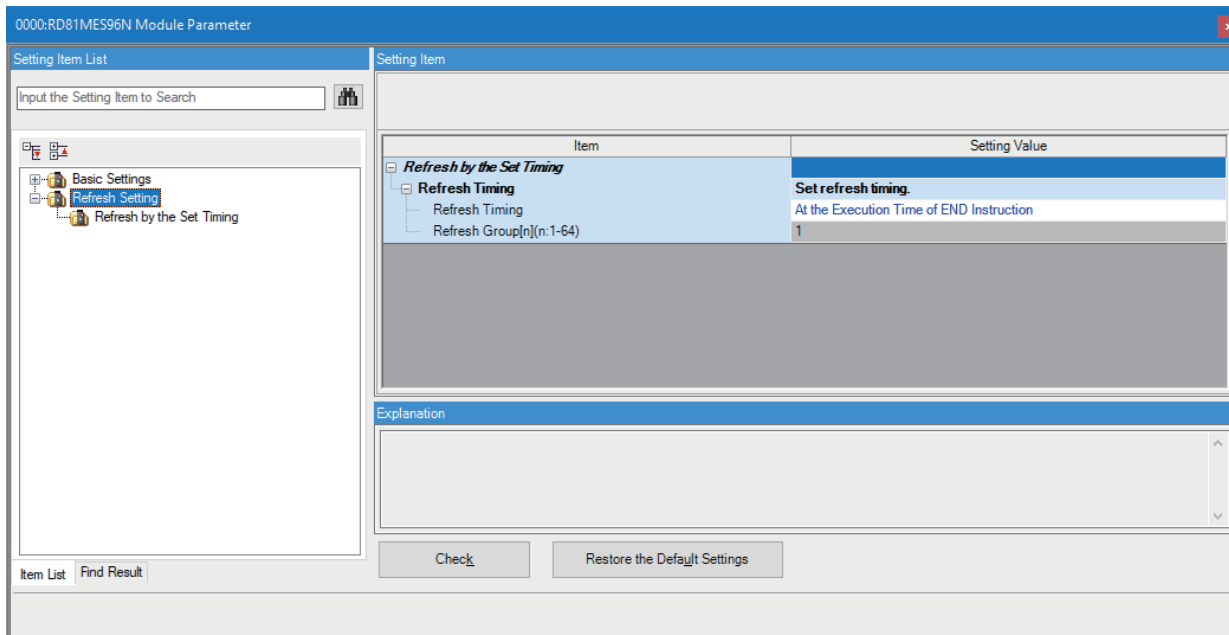 0000:RD81MES96N Module Parameter
Setting Item List
Input the Setting Item to Search
Basic Settings
Refresh Setting
Refresh by the Set Timing
Item List
Find Result
Setting Item
Item Setting Value
Refresh by the Set Timing
Refresh Timing Set refresh timing.
Refresh Timing At the Execution Time of END Instruction
Refresh Group[n](n:1-64) 1
Explanation
Check Restore the Default Settings